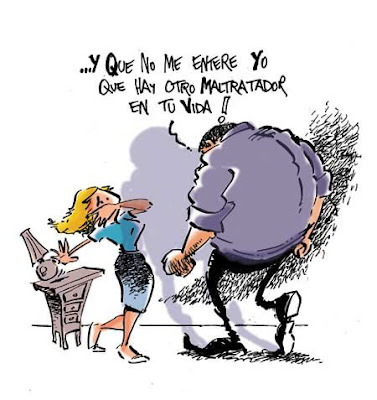 ...Y QUE NO ME ENTERE YO
QUE HAY OTRO MALTRATADOR
EN TU VIDA!